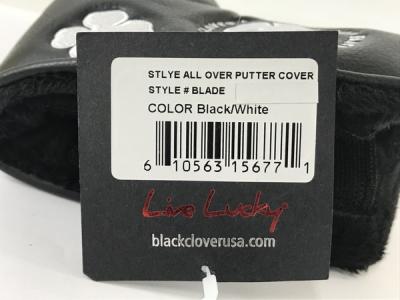 STLYE ALL OVER PUTTER COVER
STYLE # BLADE
COLOR Black/White
6 10563 15677 1
Live Lucky
blackcloverusa.com